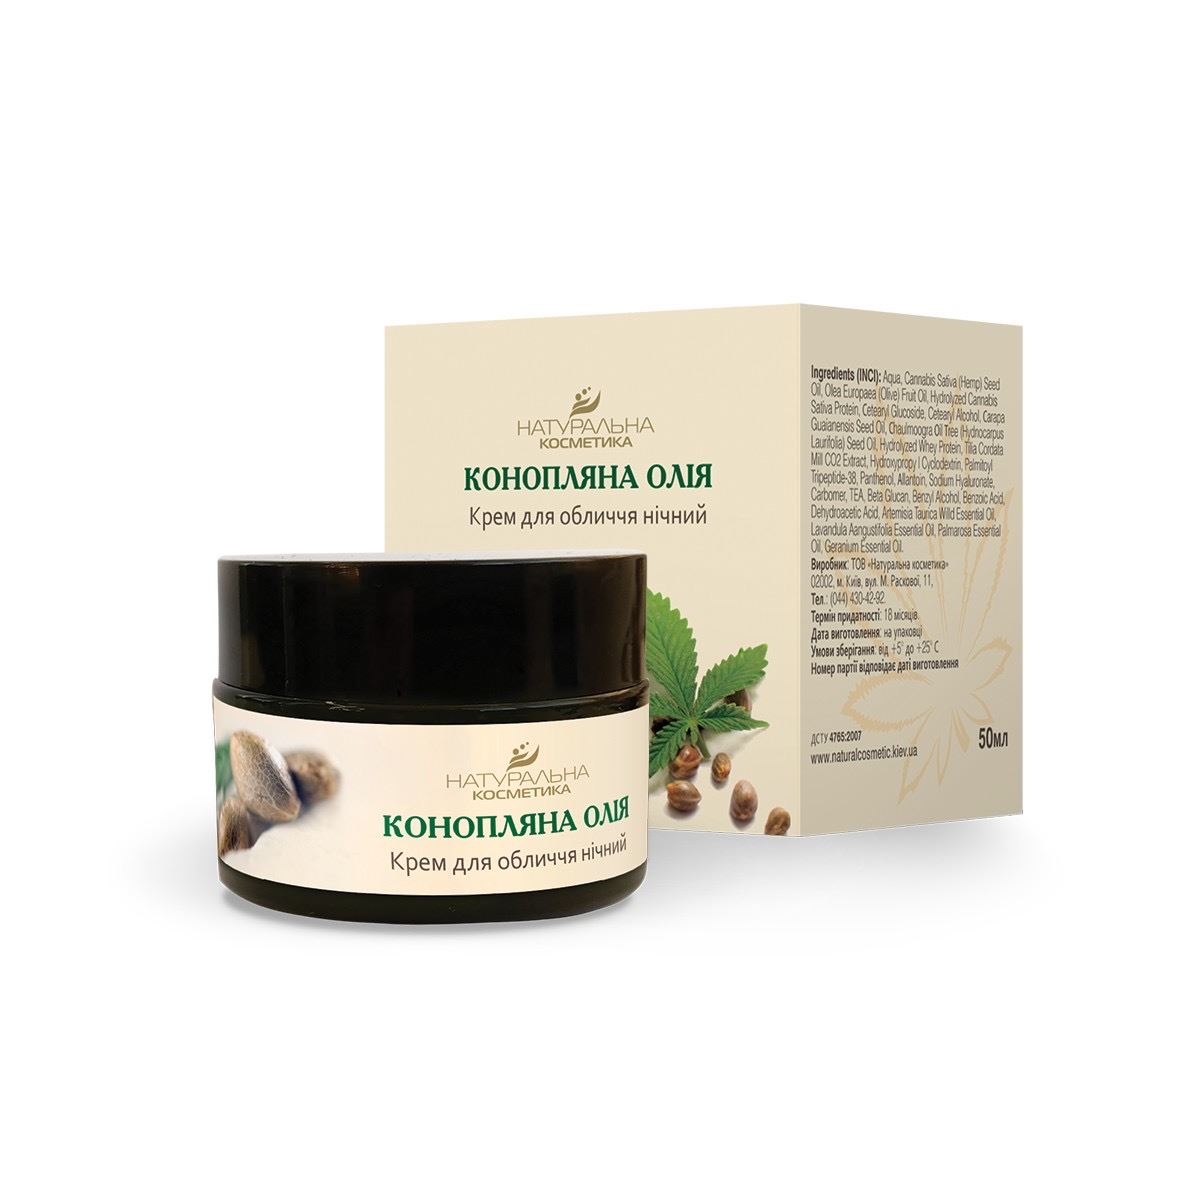 НАТУРАЛЬНА
КОСМЕТИКА
КОНОПЛЯНА ОЛІЯ
Крем для обличчя нічний
Ingredients (INCI): Aqua, Cannabis Sativa (Hemp) Seed
Oil, Olea Europaea (Olive) Fruit Oil, Hydrolyzed Cannabis
Sativa Protein, Cetearyl Glucoside, Cetearyl Alcohol, Carapa
Guaianensis Seed Oil, Chaulmoogra Oil Tree (Hydnocarpus
Laurifolia) Seed Oil, Hydrolyzed Whey Protein, Tilia Cordata
Mill CO2 Extract, Hydroxypropy l Cyclodextrin, Palmitoyl
Tripeptide-38, Panthenol, Allantoin, Sodium Hyaluronate,
Carbomer, TEA, Beta Glucan, Benzyl Alcohol, Benzoic Acid,
Dehydroacetic Acid, Artemisia Taurica Willd Essential Oil,
Lavandula Aangustifolia Essential Oil, Palmarosa Essential
Oil, Geranium Essential Oil.
Виробник: ТОВ «Натуральна косметика»
02002, м. Київ, вул. М. Раскової, 11,
Тел.: (044) 430-42-92.
Термін придатності: 18 місяців.
Дата виготовлення: на упаковці
Умови зберігання: від +5° до +25° С
Номер партії відповідає даті виготовлення
ДСТУ 4765:2007
www.naturalcosmetic.kiev.ua
50мл
НАТУРАЛЬНА
КОСМЕТИКА
КОНОПЛЯНА ОЛІЯ
Крем для обличчя нічний